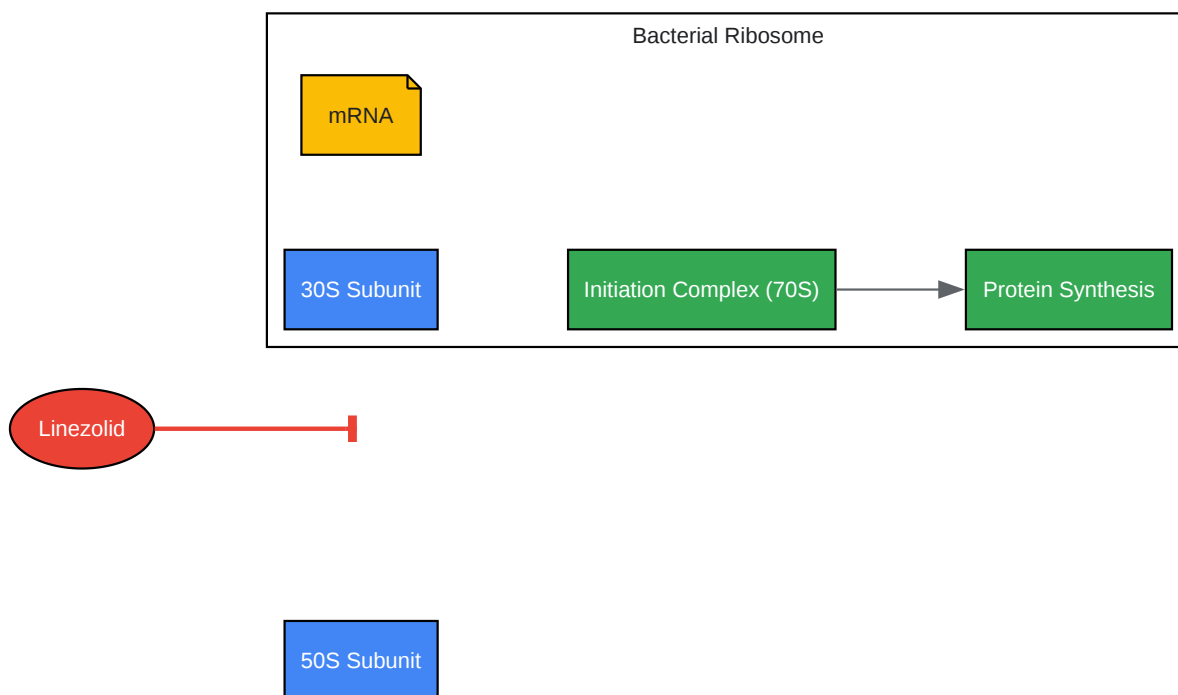 Bacterial Ribosome
mRNA
30S Subunit
Initiation Complex (70S)
Protein Synthesis
Linezolid
50S Subunit